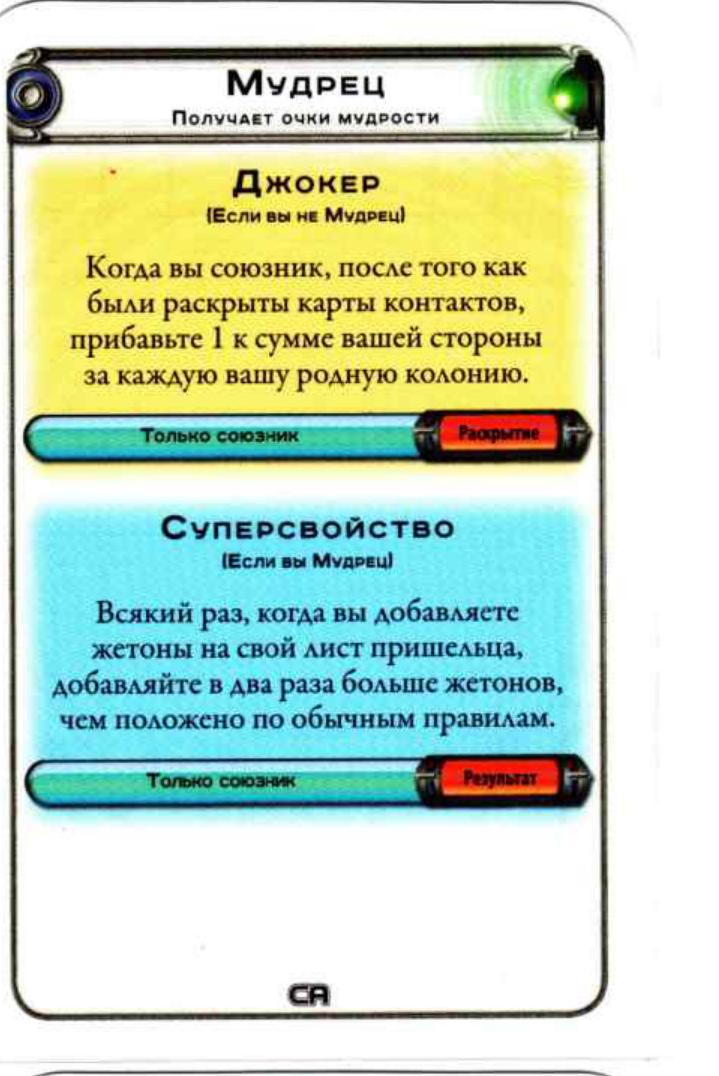 Мудрец
Получает очки мудрости
Джокер
(Если вы не Мудрец)
Когда вы союзник, после того как
были раскрыты карты контактов,
прибавьте 1 к сумме вашей стороны
за каждую вашу родную колонию.
Только союзник Раскрытие
Суперсвойство
(Если вы Мудрец)
Всякий раз, когда вы добавляете
жетоны на свой лист пришельца,
добавляйте в два раза больше жетонов,
чем положено по обычным правилам.
Только союзник Результат
CA